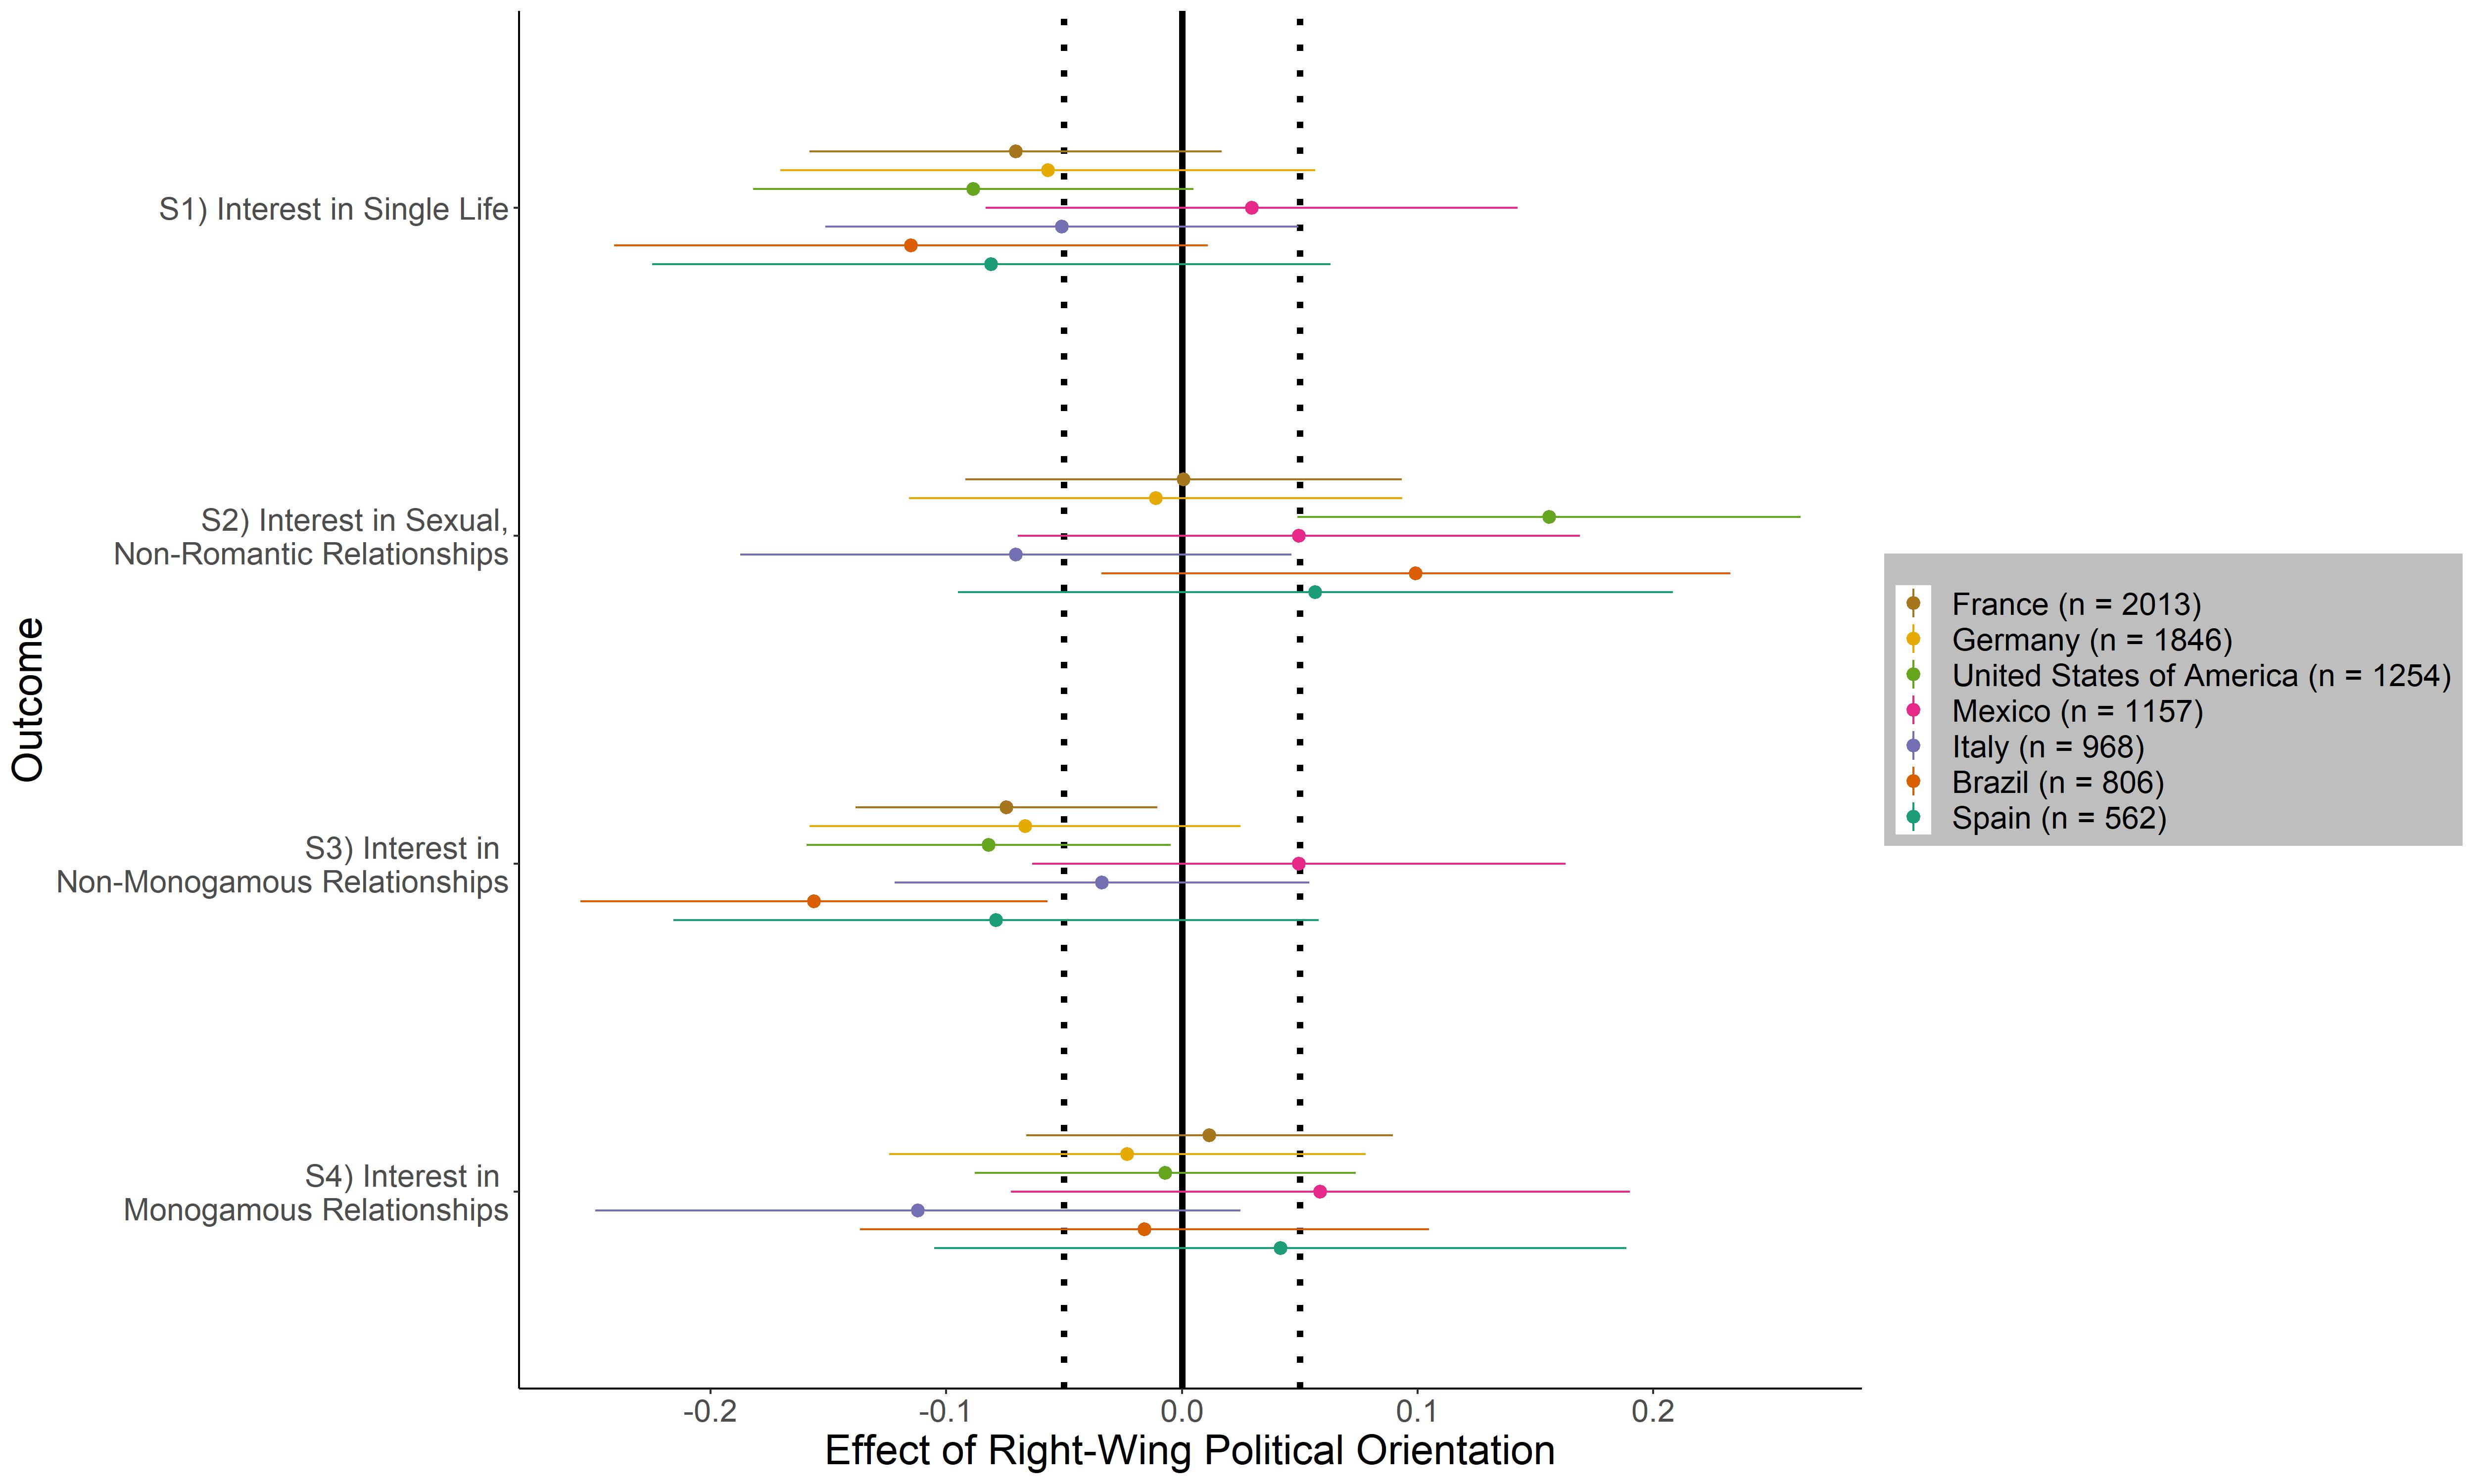 Outcome
S1) Interest in Single Life
S2) Interest in Sexual,
Non-Romantic Relationships
S3) Interest in
Non-Monogamous Relationships
S4) Interest in
Monogamous Relationships
-0.2
-0.1
0.0
0.1
0.2
Effect of Right-Wing Political Orientation
France (n = 2013)
Germany (n = 1846)
United States of America (n = 1254)
Mexico (n = 1157)
Italy (n = 968)
Brazil (n = 806)
Spain (n = 562)